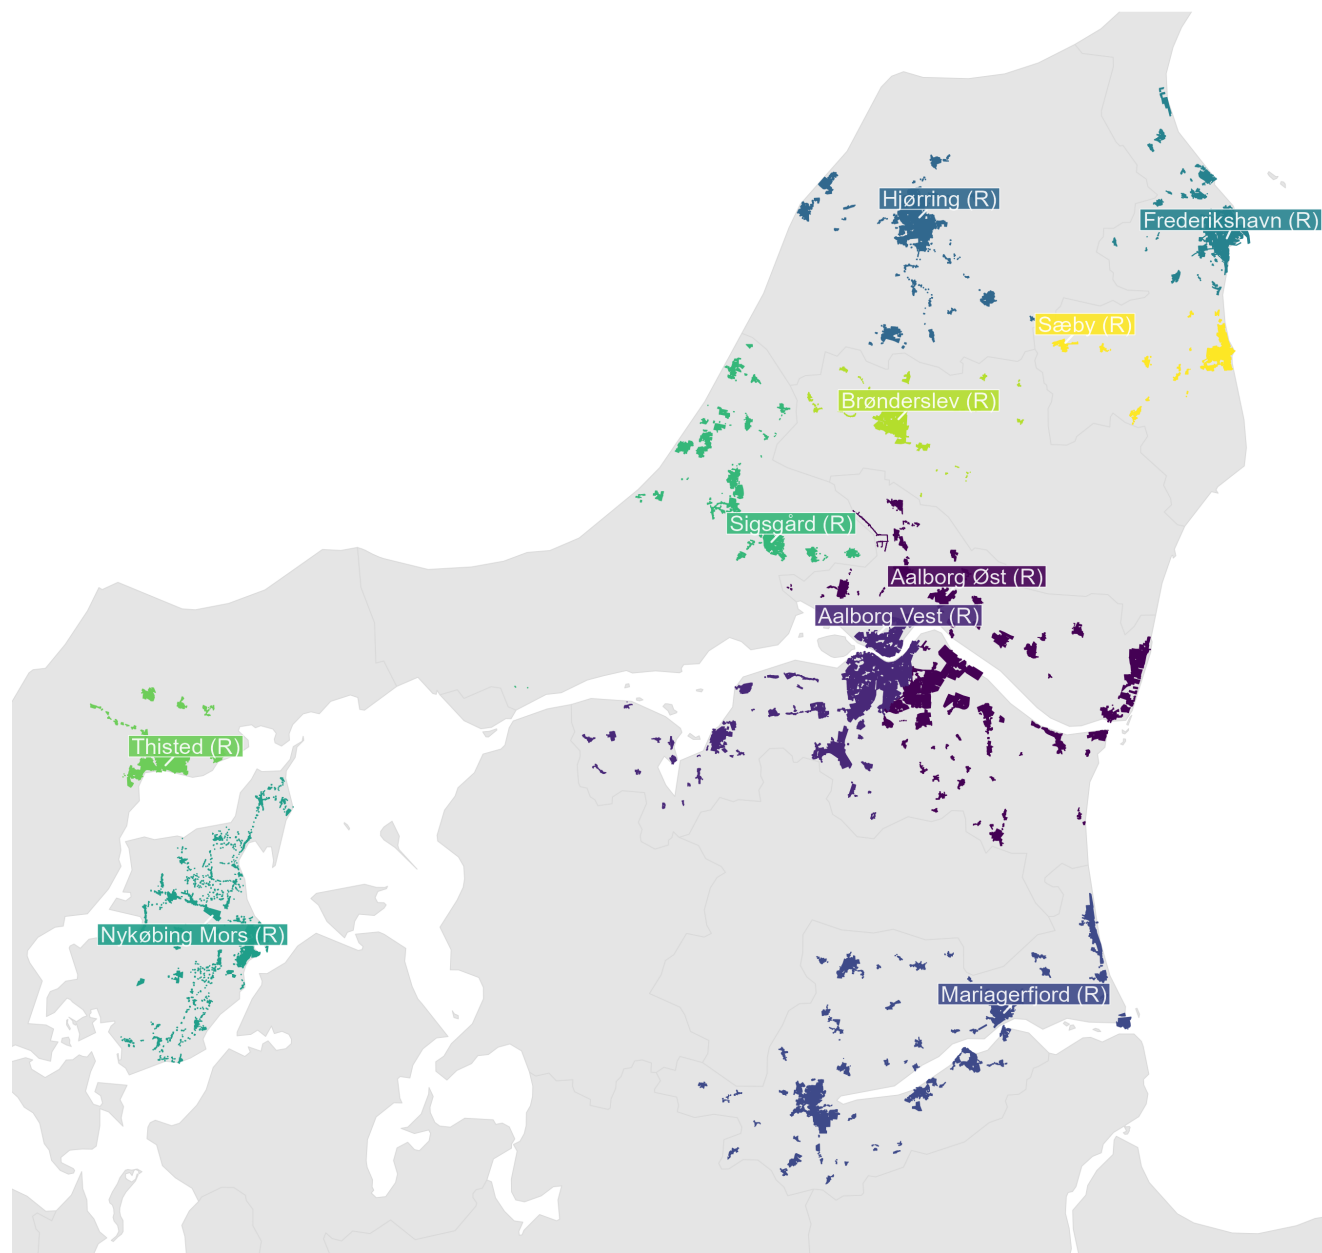 Hjørring (R)
Frederikshavn (R)
Sæby (R)
Brønderslev (R)
Sigsgård (R)
Aalborg Øst (R)
Aalborg Vest (R)
Thisted (R)
Nykøbing Mors (R)
Mariagerfjord (R)